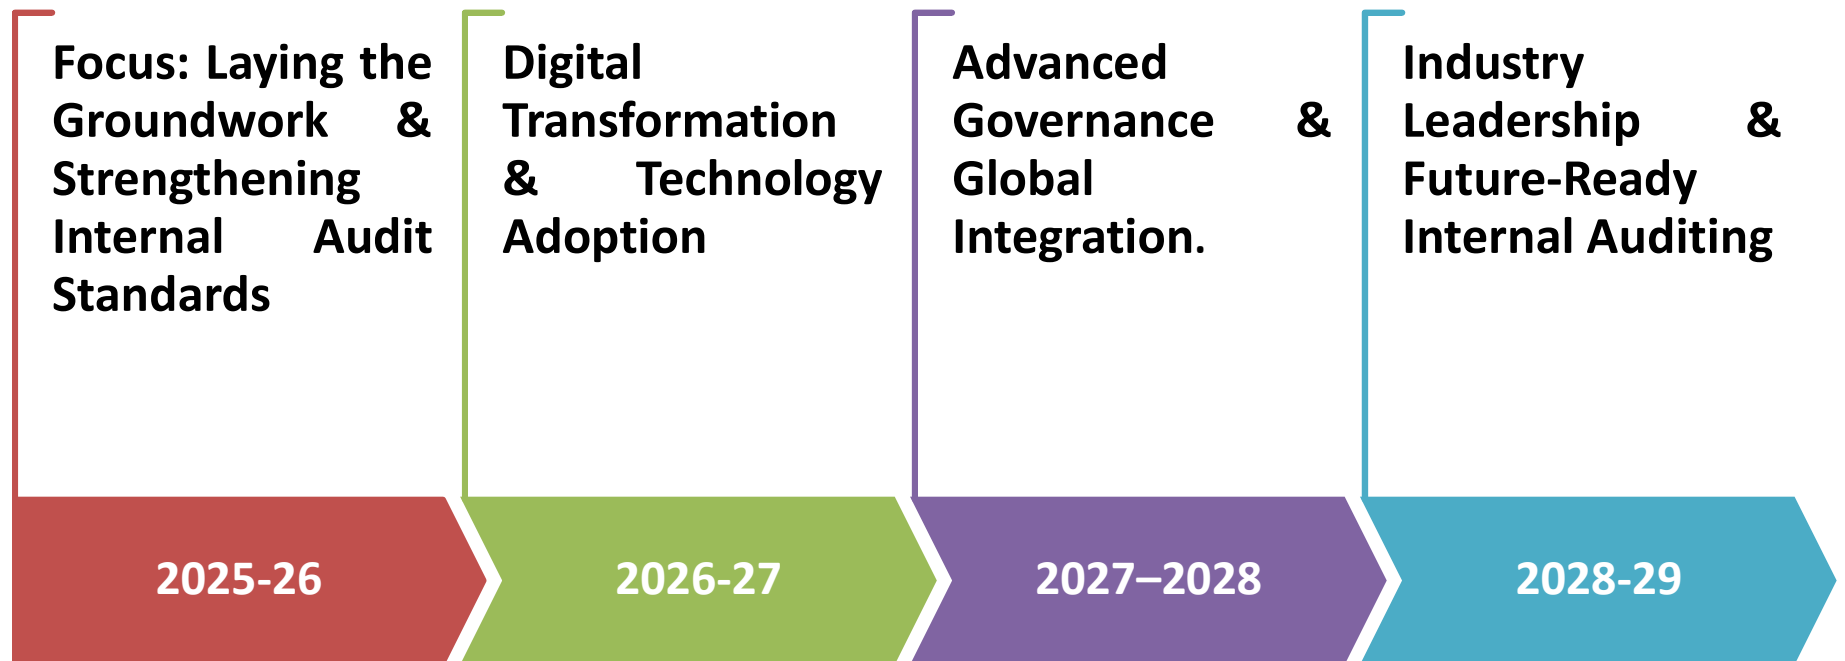 Focus: Laying the
Groundwork &
Strengthening
Internal Audit
Standards
Digital
Transformation
& Technology
Adoption
Advanced
Governance &
Global
Integration.
Industry
Leadership &
Future-Ready
Internal Auditing
2025-26
2026-27
2027–2028
2028-29